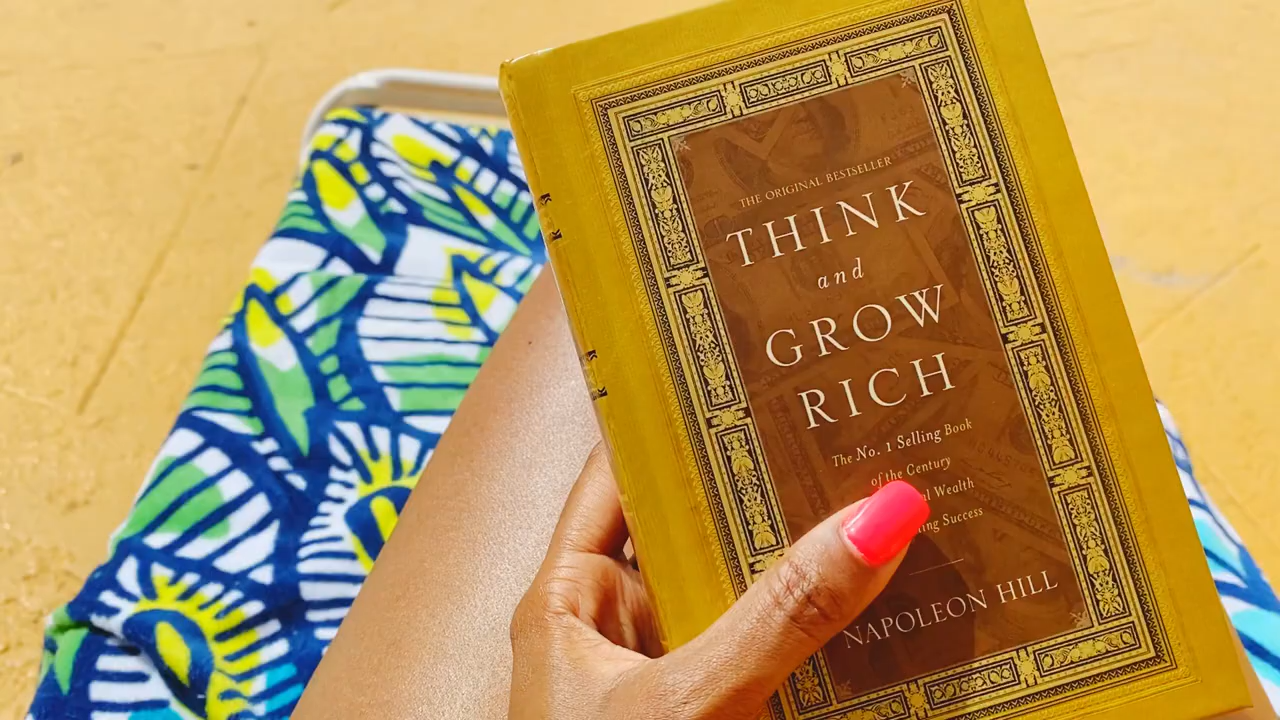 THE ORIGINAL BESTSELLER
THINK
and
GROW
RICH
The No. 1 Selling Book
of the Century
Wealth
Success
NAPOLEON HILL